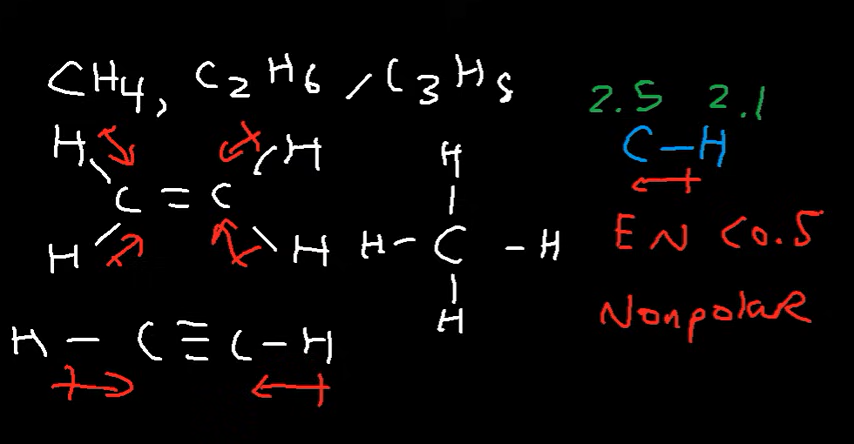 CH4, C2H6, C3H8
2.5 2.1
C-H
EN <0.5
Nonpolar
H H
C = C
H H
H
H - C - H
H
H - C ≡ C - H